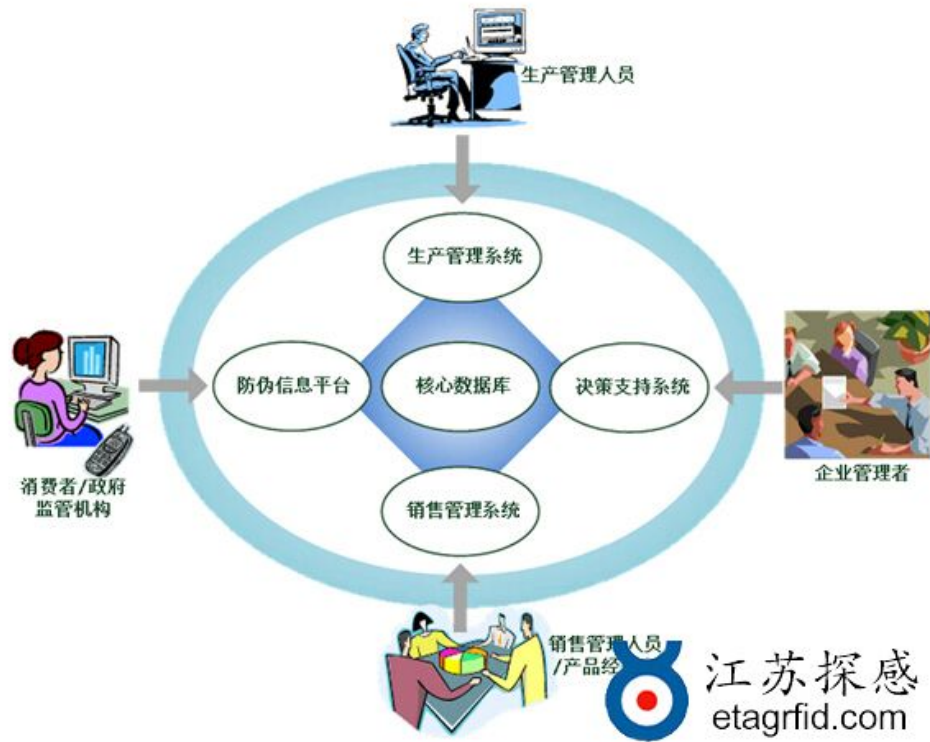 生产管理人员
生产管理系统
防伪信息平台
核心数据库
决策支持系统
消费者/政府
监管机构
企业管理者
销售管理系统
销售管理人员
/产品经
江苏探感
etagrfid.com